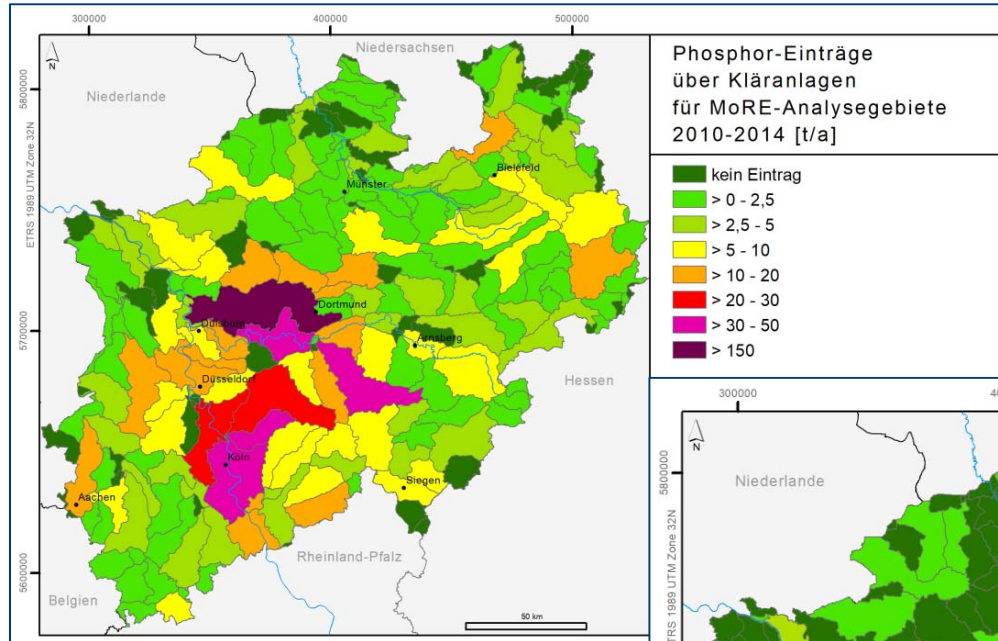 300000
400000
500000
N
Niedersachsen
Niederlande
5800000
ETRS 1989 UTM Zone 32N
Bielefeld
Münster
Dortmund
Duisburg
5700000
Arnsberg
Düsseldorf
Hessen
Köln
Siegen
Aachen
Rheinland-Pfalz
5600000
Belgien
50 km
Phosphor-Einträge
über Kläranlagen
für MoRE-Analysegebiete
2010-2014 [t/a]
kein Eintrag
> 0 - 2,5
> 2,5 - 5
> 5 - 10
> 10 - 20
> 20 - 30
> 30 - 50
> 150
300000
N
Niederlande
5800000
ETRS 1989 UTM Zone 32N